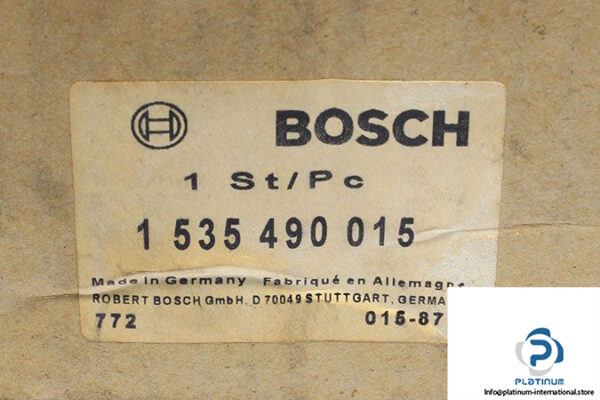 BOSCH
1 St/Pc
1 535 490 015
Made in Germany Fabriqué en Allemagne
ROBERT BOSCH GmbH, D 70049 STUTTGART, GERMA
772 015-87
PLATINUM
info@platinum-international.store